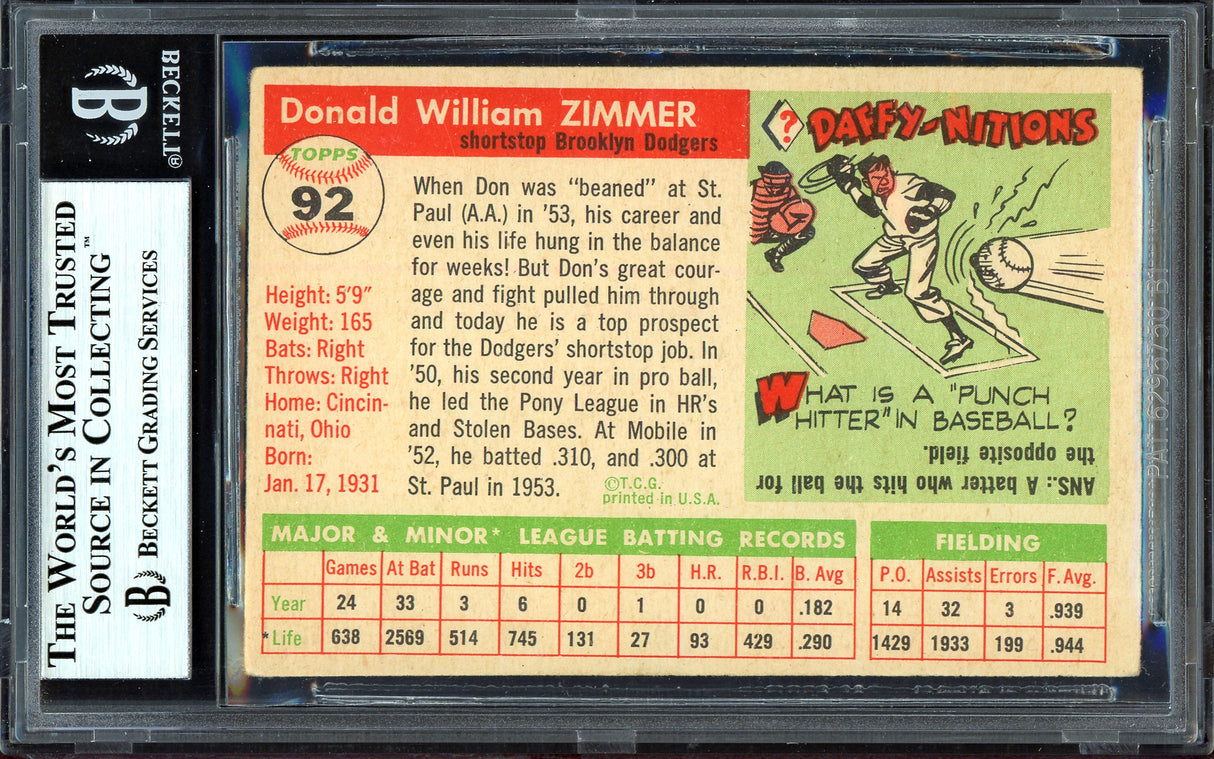 BECKETT®
THE WORLD'S MOST TRUSTED
SOURCE IN COLLECTING™
BECKETT GRADING SERVICES
Donald William ZIMMER
shortstop Brooklyn Dodgers
TOPPS
92
Height: 5'9"
Weight: 165
Bats: Right
Throws: Right
Home: Cincin-
nati, Ohio
Born:
Jan. 17, 1931
When Don was "beaned" at St.
Paul (A.A.) in '53, his career and
even his life hung in the balance
for weeks! But Don's great cour-
age and fight pulled him through
and today he is a top prospect
for the Dodgers' shortstop job. In
'50, his second year in pro ball,
he led the Pony League in HR's
and Stolen Bases. At Mobile in
'52, he batted .310, and .300 at
St. Paul in 1953.
©T.C.G.
printed in U.S.A.
? DAFFY-NITIONS
WHAT IS A "PUNCH
HITTER" IN BASEBALL?
ANS.: A batter who hits the ball for
the opposite field.
MAJOR & MINOR* LEAGUE BATTING RECORDS
Games At Bat Runs Hits 2b 3b H.R. R.B.I. B. Avg
Year 24 33 3 6 0 1 0 0 .182
*Life 638 2569 514 745 131 27 93 429 .290
FIELDING
P.O. Assists Errors F. Avg.
14 32 3 .939
1429 1933 199 .944